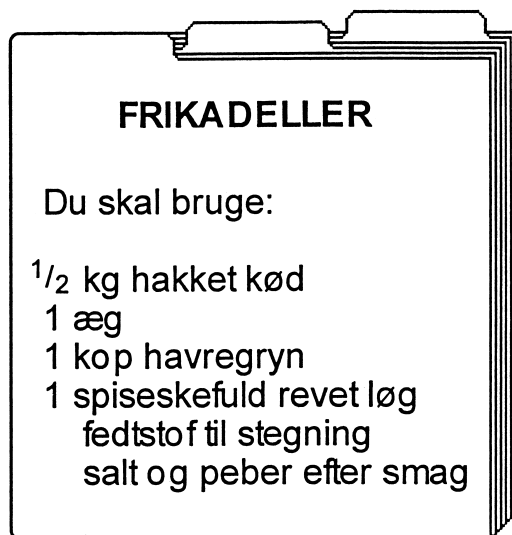 FRIKADELLER
Du skal bruge:
1/2 kg hakket kød
1 æg
1 kop havregryn
1 spiseskefuld revet løg
fedtstof til stegning
salt og peber efter smag